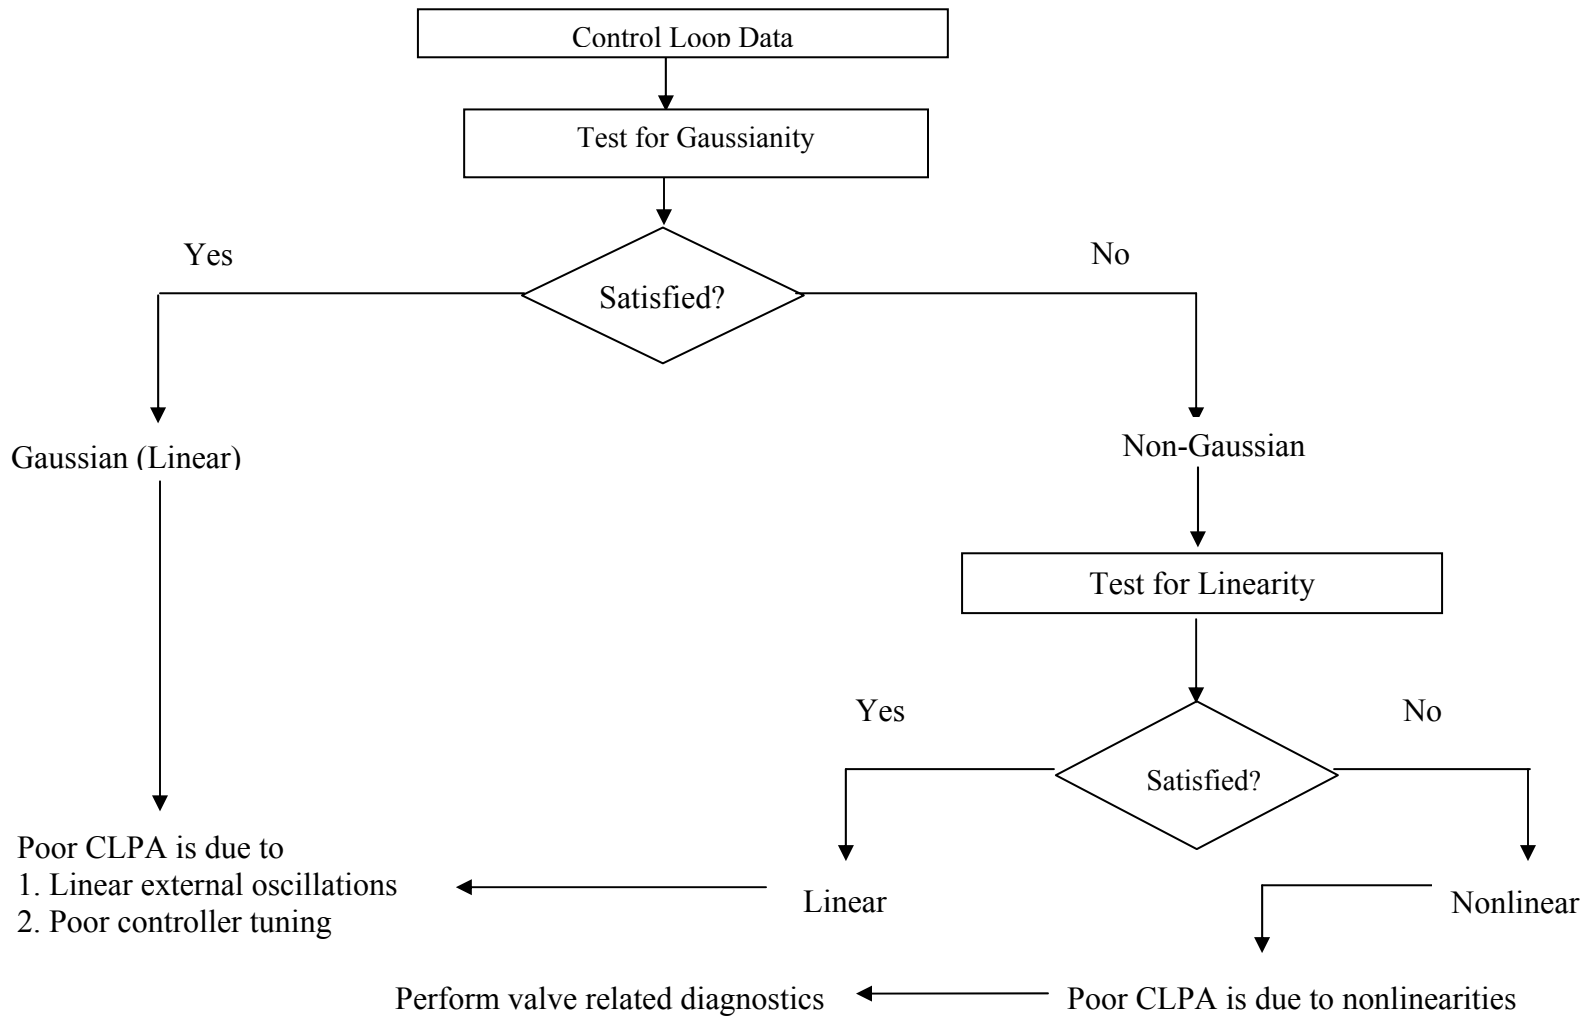 Control Loop Data
Test for Gaussianity
Yes
No
Satisfied?
Gaussian (Linear)
Non-Gaussian
Test for Linearity
Yes
No
Satisfied?
Poor CLPA is due to
1. Linear external oscillations
2. Poor controller tuning
Linear
Nonlinear
Perform valve related diagnostics
Poor CLPA is due to nonlinearities